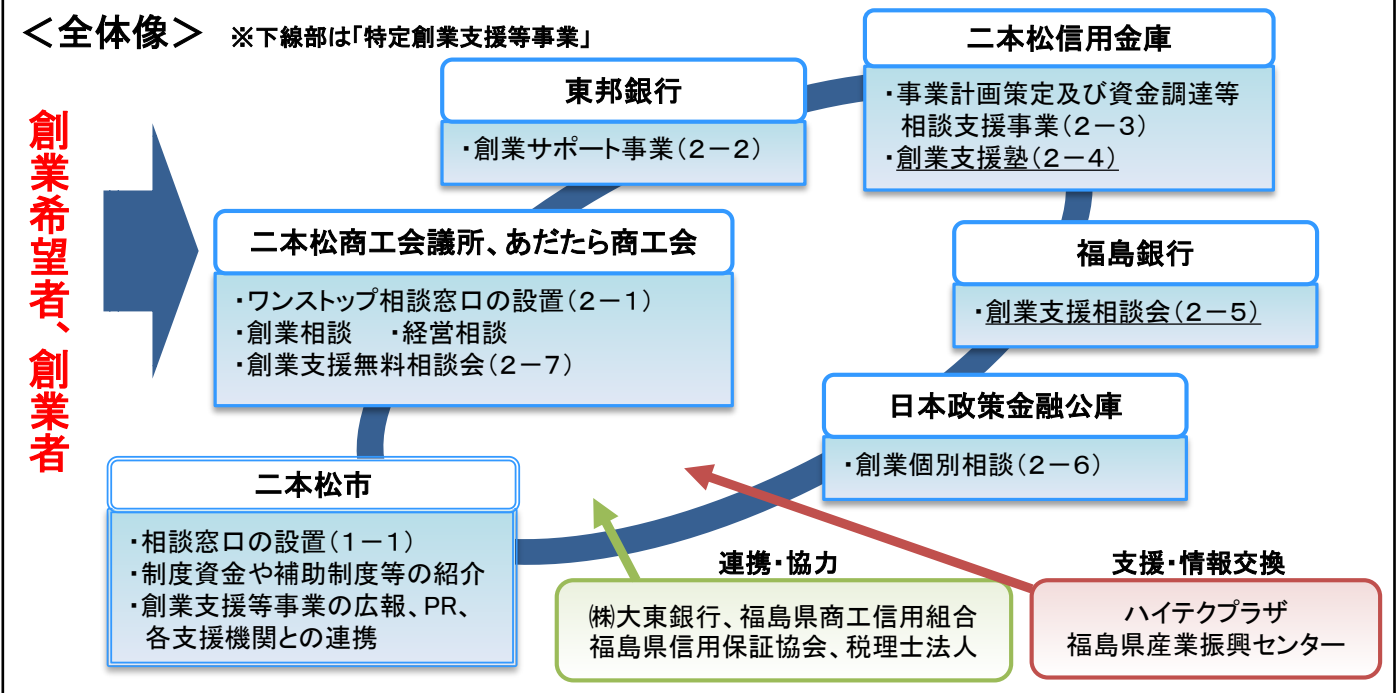 ＜全体像＞ ※下線部は「特定創業支援等事業」
創業希望者、創業者
東邦銀行
・創業サポート事業（２－２）
二本松信用金庫
・事業計画策定及び資金調達等
相談支援事業（２－３）
・創業支援塾（２－４）
二本松商工会議所、あだたら商工会
・ワンストップ相談窓口の設置（２－１）
・創業相談 ・経営相談
・創業支援無料相談会（２－７）
福島銀行
・創業支援相談会（２－５）
日本政策金融公庫
・創業個別相談（２－６）
二本松市
・相談窓口の設置（１－１）
・制度資金や補助制度等の紹介
・創業支援等事業の広報、PR、
各支援機関との連携
連携・協力
㈱大東銀行、福島県商工信用組合
福島県信用保証協会、税理士法人
支援・情報交換
ハイテクプラザ
福島県産業振興センター